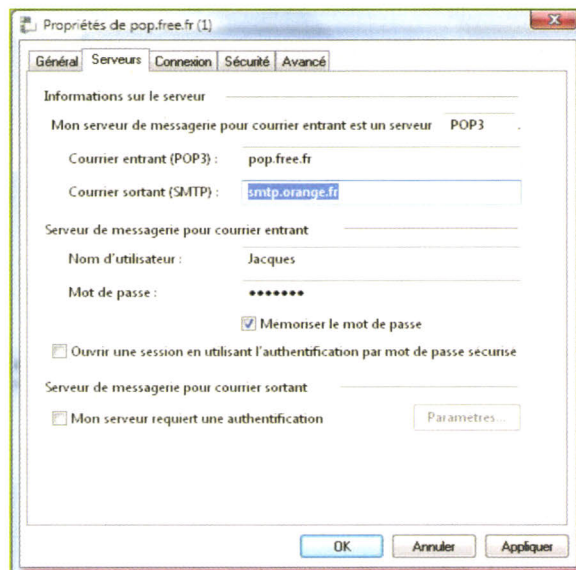 Propriétés de pop.free.fr (1)
Général Serveurs Connexion Sécurité Avancé
Informations sur le serveur
Mon serveur de messagerie pour courrier entrant est un serveur POP3 .
Courrier entrant (POP3) : pop.free.fr
Courrier sortant (SMTP) : smtp.orange.fr
Serveur de messagerie pour courrier entrant
Nom d'utilisateur : Jacques
Mot de passe : •••••••
Mémoriser le mot de passe
Ouvrir une session en utilisant l'authentification par mot de passe sécurisé
Serveur de messagerie pour courrier sortant
Mon serveur requiert une authentification Paramètres...
OK Annuler Appliquer